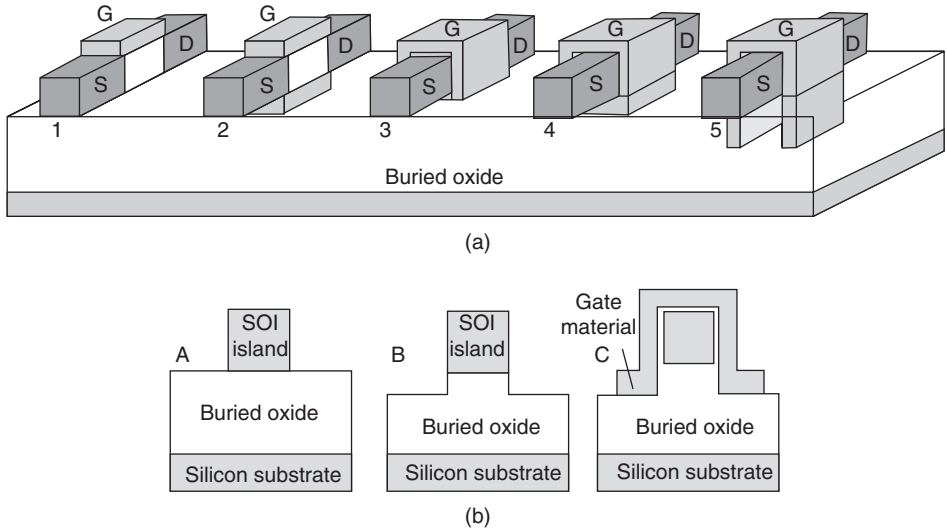 G G G G G
D D D D D
S S S S S
1 2 3 4 5
Buried oxide
(a)
A
SOI
island
Buried oxide
Silicon substrate
B
SOI
island
Buried oxide
Silicon substrate
Gate
material
C
Buried oxide
Silicon substrate
(b)